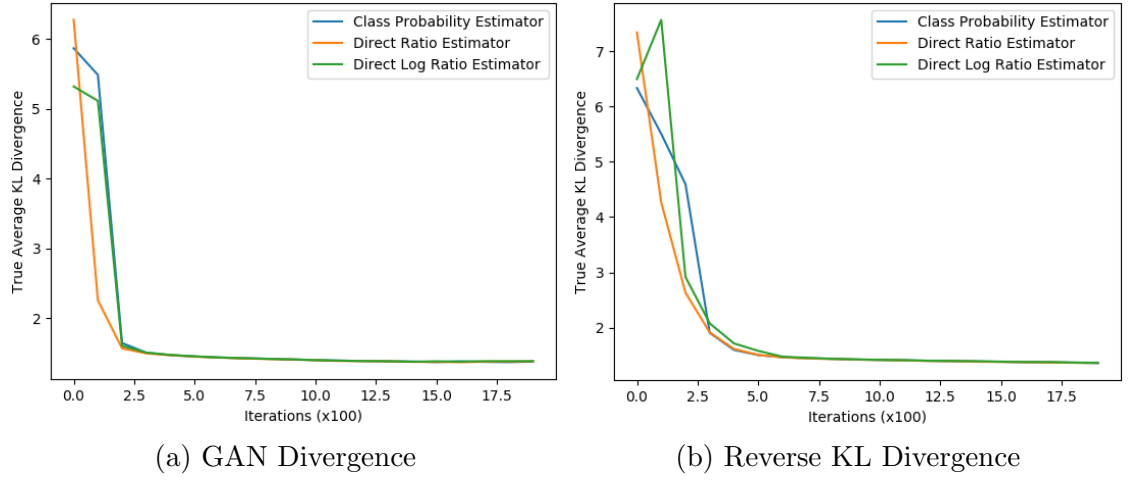 Class Probability Estimator
Direct Ratio Estimator
Direct Log Ratio Estimator
True Average KL Divergence
6
5
4
3
2
0.0 2.5 5.0 7.5 10.0 12.5 15.0 17.5
Iterations (x100)
(a) GAN Divergence
Class Probability Estimator
Direct Ratio Estimator
Direct Log Ratio Estimator
True Average KL Divergence
7
6
5
4
3
2
0.0 2.5 5.0 7.5 10.0 12.5 15.0 17.5
Iterations (x100)
(b) Reverse KL Divergence